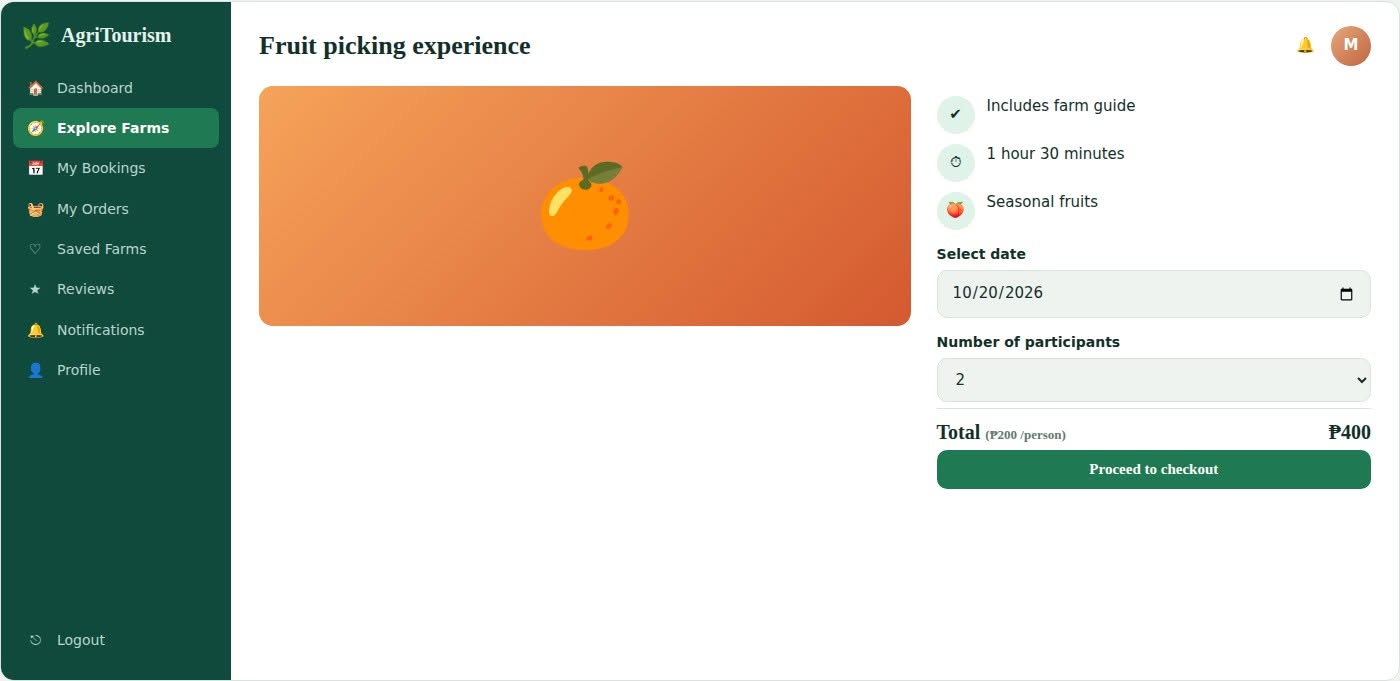 AgriTourism
Dashboard
Explore Farms
My Bookings
My Orders
Saved Farms
Reviews
Notifications
Profile
Logout
Fruit picking experience
M
Includes farm guide
1 hour 30 minutes
Seasonal fruits
Select date
10/20/2026
Number of participants
2
Total (₱200 /person) ₱400
Proceed to checkout